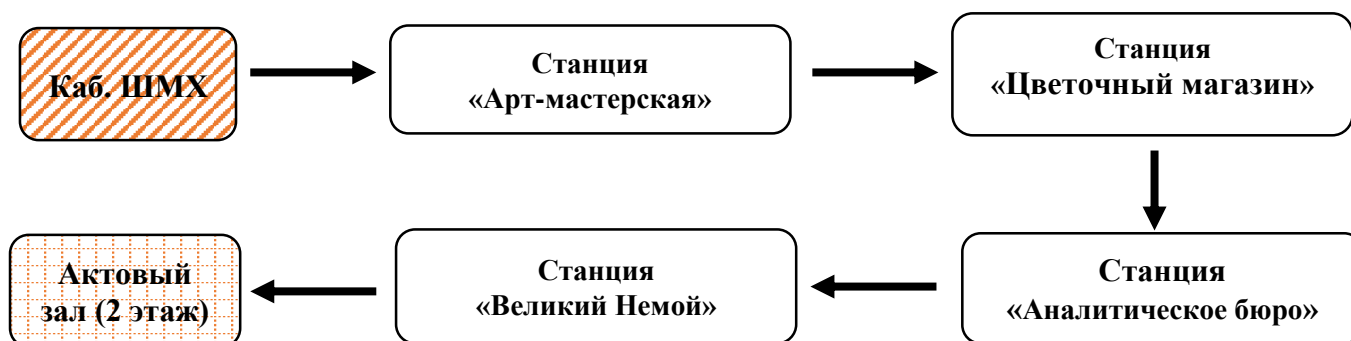 Каб. ШМХ
Станция
«Арт-мастерская»
Станция
«Цветочный магазин»
Станция
«Аналитическое бюро»
Станция
«Великий Немой»
Актовый
зал (2 этаж)